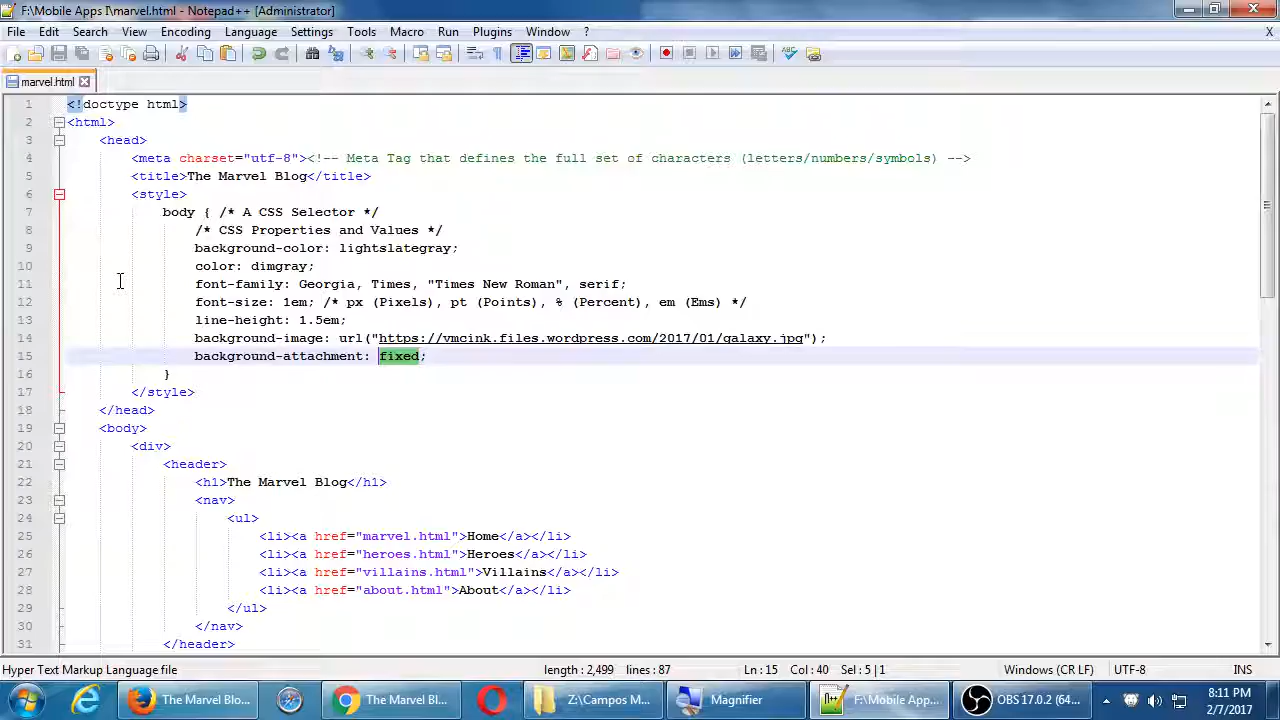 F:\Mobile Apps I\marvel.html - Notepad++ [Administrator]
File Edit Search View Encoding Language Settings Tools Macro Run Plugins Window ? X
marvel.html
1 <!doctype html>
2 <html>
3 <head>
4 <meta charset="utf-8"><!-- Meta Tag that defines the full set of characters (letters/numbers/symbols) -->
5 <title>The Marvel Blog</title>
6 <style>
7 body { /* A CSS Selector */
8 /* CSS Properties and Values */
9 background-color: lightslategray;
10 color: dimgray;
11 font-family: Georgia, Times, "Times New Roman", serif;
12 font-size: 1em; /* px (Pixels), pt (Points), % (Percent), em (Ems) */
13 line-height: 1.5em;
14 background-image: url("https://vmcink.files.wordpress.com/2017/01/galaxy.jpg");
15 background-attachment: fixed;
16 }
17 </style>
18 </head>
19 <body>
20 <div>
21 <header>
22 <h1>The Marvel Blog</h1>
23 <nav>
24 <ul>
25 <li><a href="marvel.html">Home</a></li>
26 <li><a href="heroes.html">Heroes</a></li>
27 <li><a href="villains.html">Villains</a></li>
28 <li><a href="about.html">About</a></li>
29 </ul>
30 </nav>
31 </header>
Hyper Text Markup Language file length : 2,499 lines : 87 Ln : 15 Col : 40 Sel : 5 | 1 Windows (CR LF) UTF-8 INS
The Marvel Blo... The Marvel Bl... Z:\Campos M... Magnifier F:\Mobile App... OBS 17.0.2 (64... 8:11 PM
2/7/2017